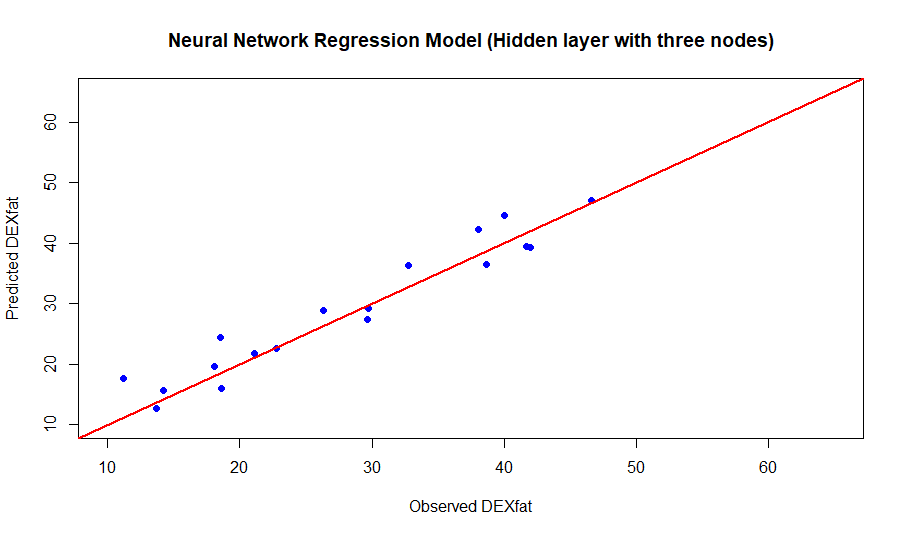 Neural Network Regression Model (Hidden layer with three nodes)
Predicted DEXfat
60
50
40
30
20
10
10 20 30 40 50 60
Observed DEXfat